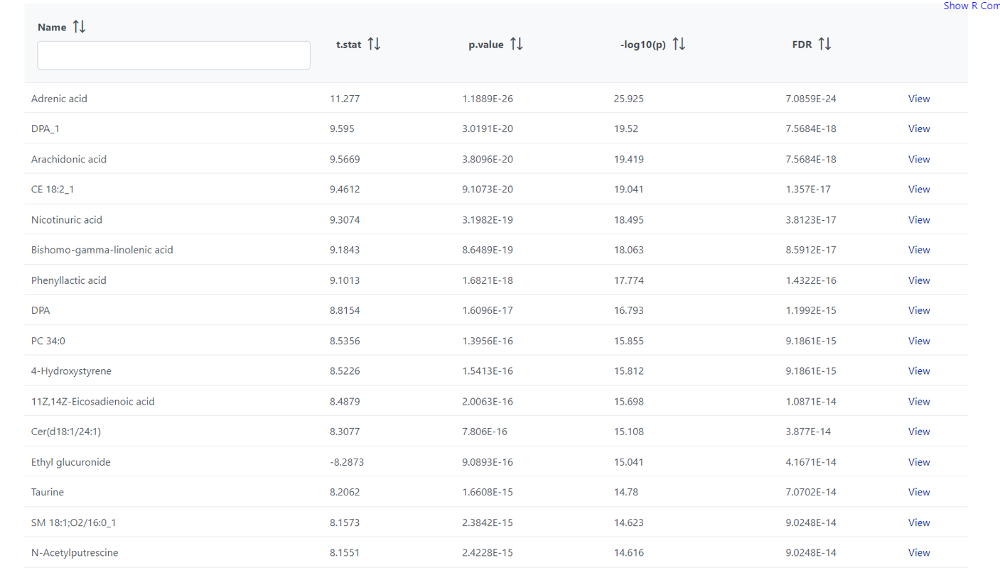 Show R Com
Name
t.stat p.value -log10(p) FDR
Adrenic acid 11.277 1.1889E-26 25.925 7.0859E-24 View
DPA_1 9.595 3.0191E-20 19.52 7.5684E-18 View
Arachidonic acid 9.5669 3.8096E-20 19.419 7.5684E-18 View
CE 18:2_1 9.4612 9.1073E-20 19.041 1.357E-17 View
Nicotinuric acid 9.3074 3.1982E-19 18.495 3.8123E-17 View
Bishomo-gamma-linolenic acid 9.1843 8.6489E-19 18.063 8.5912E-17 View
Phenyllactic acid 9.1013 1.6821E-18 17.774 1.4322E-16 View
DPA 8.8154 1.6096E-17 16.793 1.1992E-15 View
PC 34:0 8.5356 1.3956E-16 15.855 9.1861E-15 View
4-Hydroxystyrene 8.5226 1.5413E-16 15.812 9.1861E-15 View
11Z,14Z-Eicosadienoic acid 8.4879 2.0063E-16 15.698 1.0871E-14 View
Cer(d18:1/24:1) 8.3077 7.806E-16 15.108 3.877E-14 View
Ethyl glucuronide -8.2873 9.0893E-16 15.041 4.1671E-14 View
Taurine 8.2062 1.6608E-15 14.78 7.0702E-14 View
SM 18:1;O2/16:0_1 8.1573 2.3842E-15 14.623 9.0248E-14 View
N-Acetylputrescine 8.1551 2.4228E-15 14.616 9.0248E-14 View